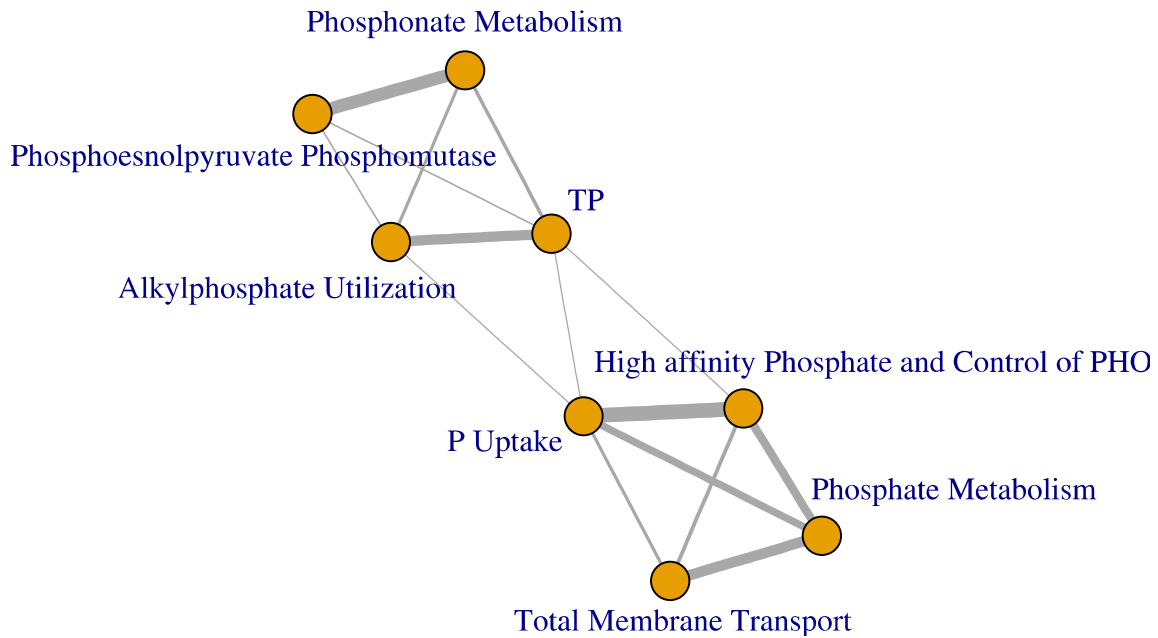 Phosphonate Metabolism
Phosphoesnolpyruvate Phosphomutase
TP
Alkylphosphate Utilization
High affinity Phosphate and Control of PHO
P Uptake
Phosphate Metabolism
Total Membrane Transport